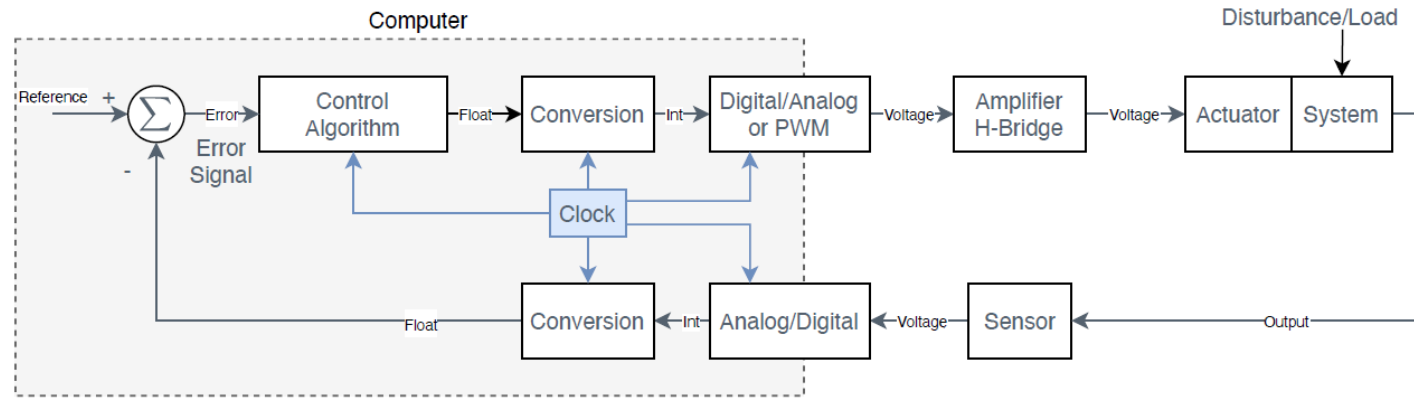 Computer
Disturbance/Load
Reference
+
Σ
Error
Error
Signal
-
Control
Algorithm
Float
Conversion
Int
Digital/Analog
or PWM
Voltage
Amplifier
H-Bridge
Voltage
Actuator
System
Clock
Float
Conversion
Int
Analog/Digital
Voltage
Sensor
Output